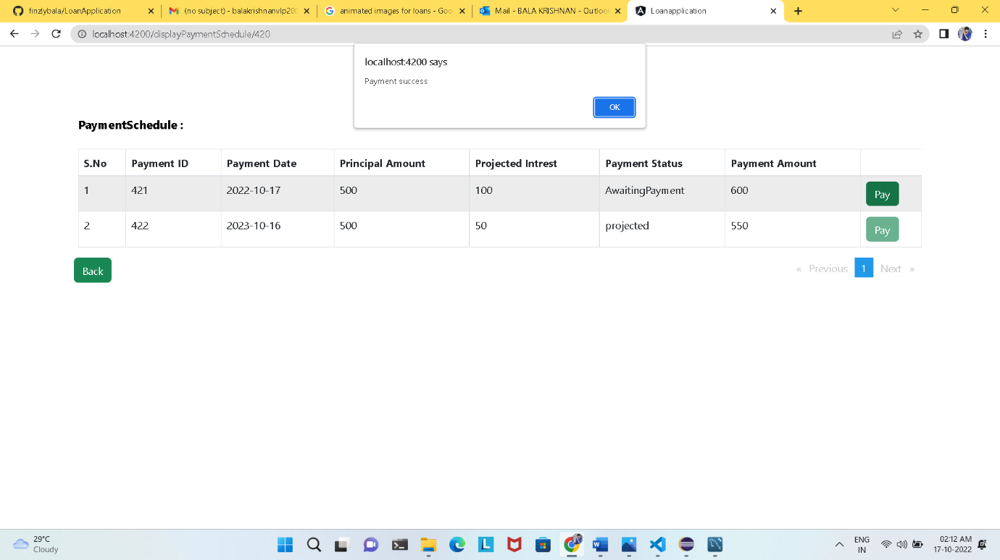 finzlybala/LoanApplication
(no subject) - balakrishnanvlp200
animated images for loans - Goo
Mail - BALA KRISHNAN - Outlook
Loanapplication
localhost:4200/displayPaymentSchedule/420
localhost:4200 says
Payment success
OK
PaymentSchedule :
S.No Payment ID Payment Date Principal Amount Projected Intrest Payment Status Payment Amount
1 421 2022-10-17 500 100 AwaitingPayment 600 Pay
2 422 2023-10-16 500 50 projected 550 Pay
Back
« Previous 1 Next »
29°C
Cloudy
ENG
IN
02:12 AM
17-10-2022